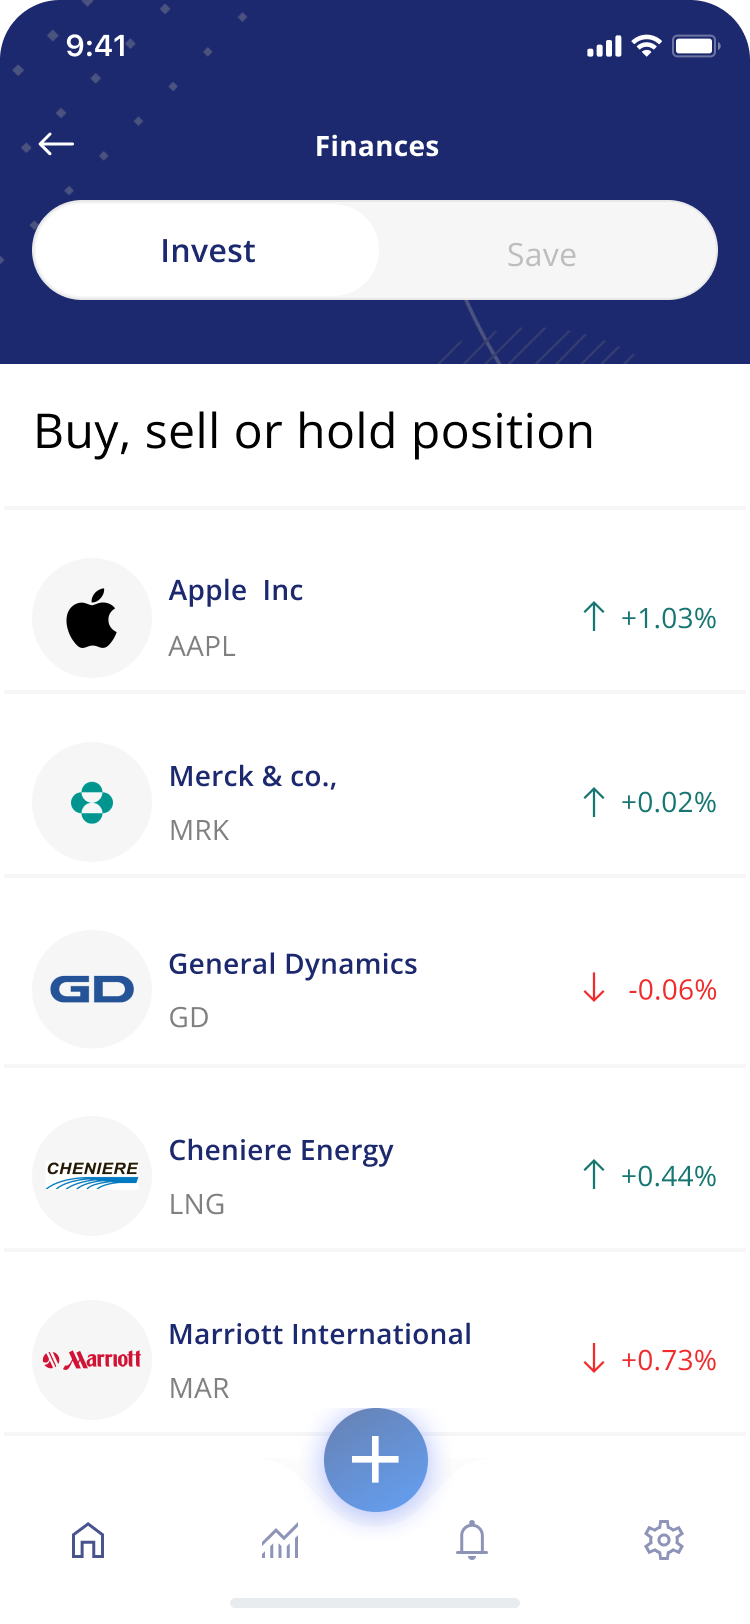 9:41
Finances
Invest
Save
Buy, sell or hold position
Apple  Inc
AAPL
+1.03%
Merck & co.,
MRK
+0.02%
GD
General Dynamics
GD
-0.06%
CHENIERE
Cheniere Energy
LNG
+0.44%
Marriott
Marriott International
MAR
+0.73%